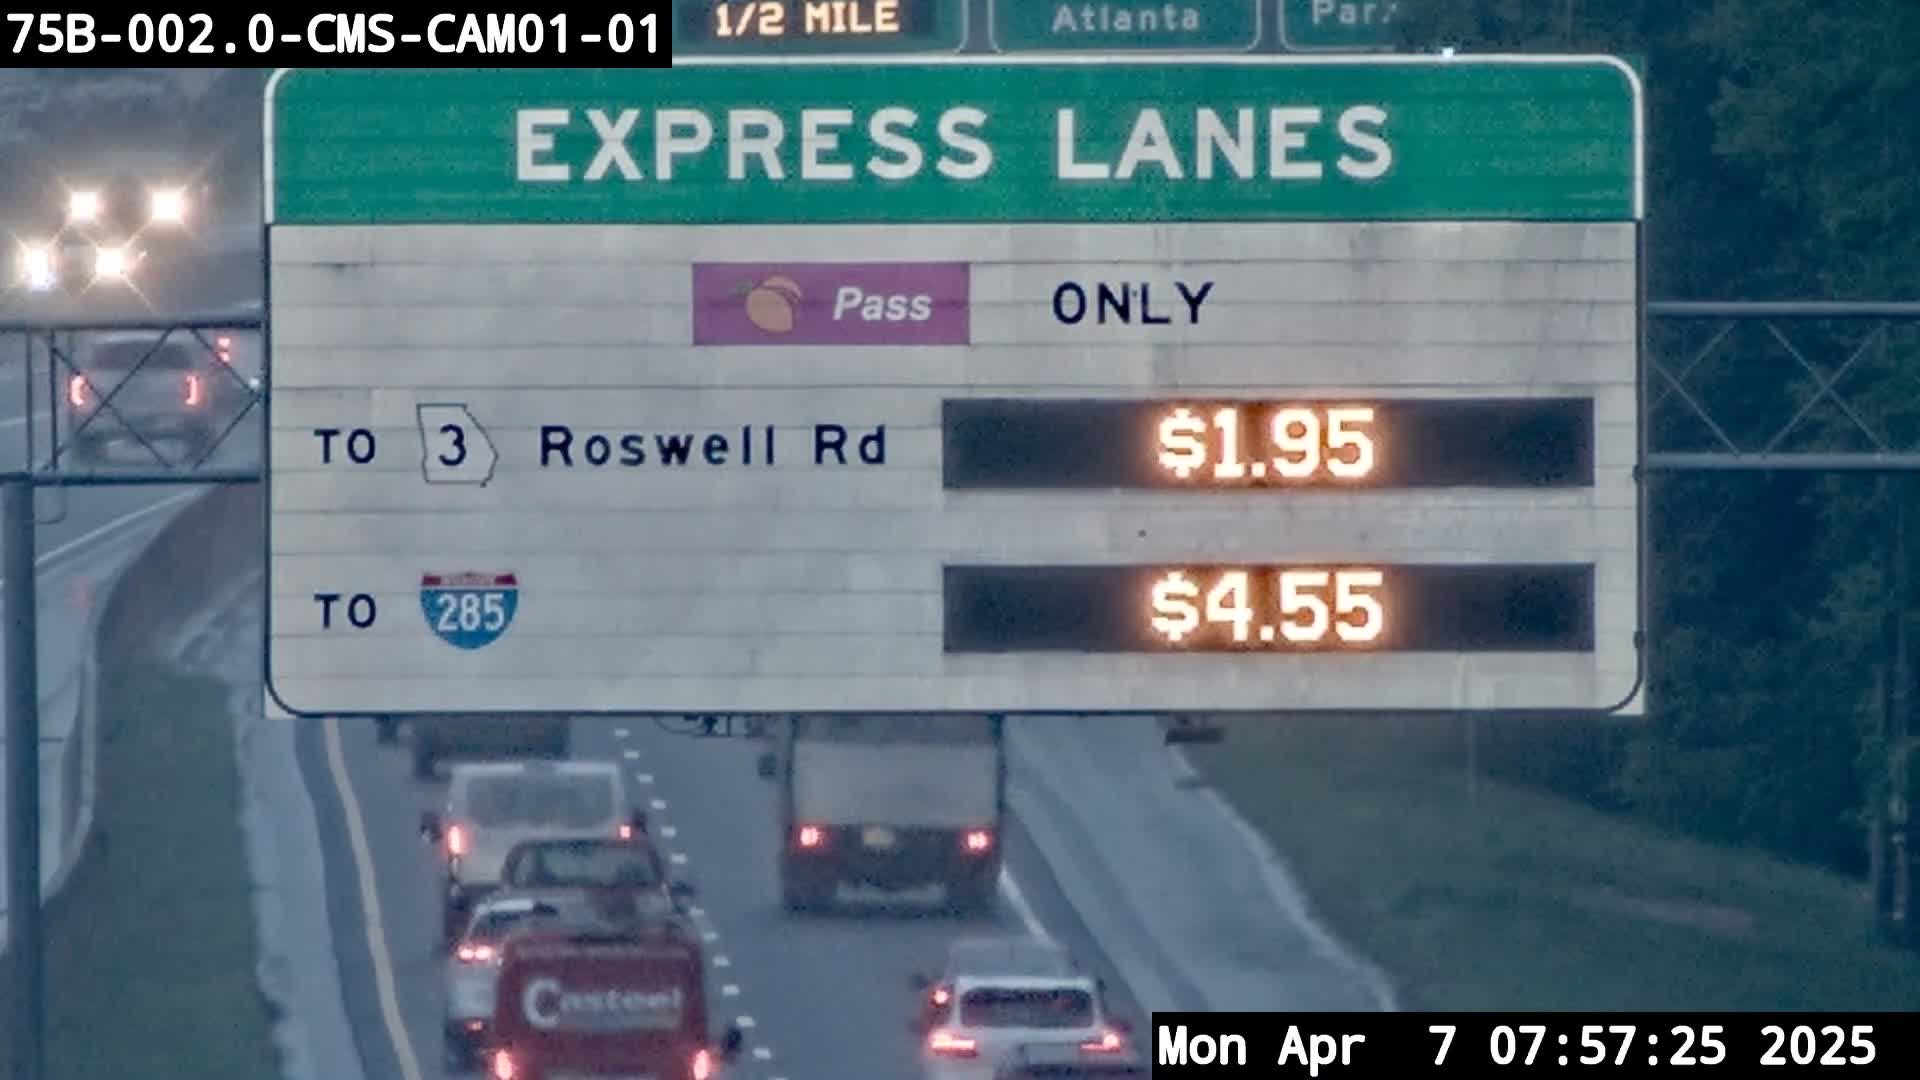 75B-002.0-CMS-CAM01-01
1/2 MILE
Atlanta
EXPRESS LANES
Pass ONLY
TO 3 Roswell Rd $1.95
TO 285 $4.55
Casteel
Mon Apr 7 07:57:25 2025